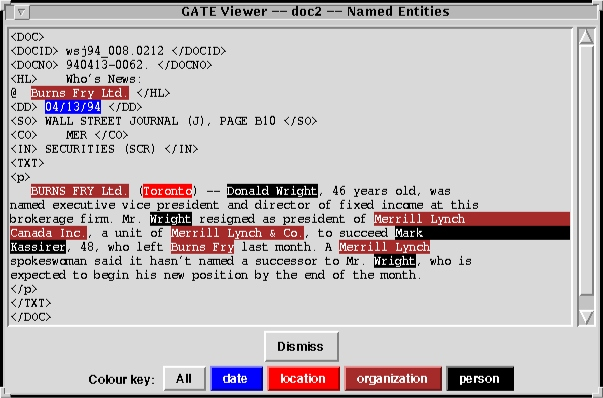 GATE Viewer -- doc2 -- Named Entities
<DOC>
<DOCID> wsj94_008.0212 </DOCID>
<DOCNO> 940413-0062. </DOCNO>
<HL>    Who's News:
@  Burns Fry Ltd. </HL>
<DD> 04/13/94 </DD>
<SO> WALL STREET JOURNAL (J), PAGE B10 </SO>
<CO>    MER </CO>
<IN> SECURITIES (SCR) </IN>
<TXT>
<p>
   BURNS FRY Ltd. (Toronto) -- Donald Wright, 46 years old, was
named executive vice president and director of fixed income at this
brokerage firm. Mr. Wright resigned as president of Merrill Lynch
Canada Inc., a unit of Merrill Lynch & Co., to succeed Mark
Kassirer, 48, who left Burns Fry last month. A Merrill Lynch
spokeswoman said it hasn't named a successor to Mr. Wright, who is
expected to begin his new position by the end of the month.
</p>
</TXT>
</DOC>
Dismiss
Colour key: All date location organization person